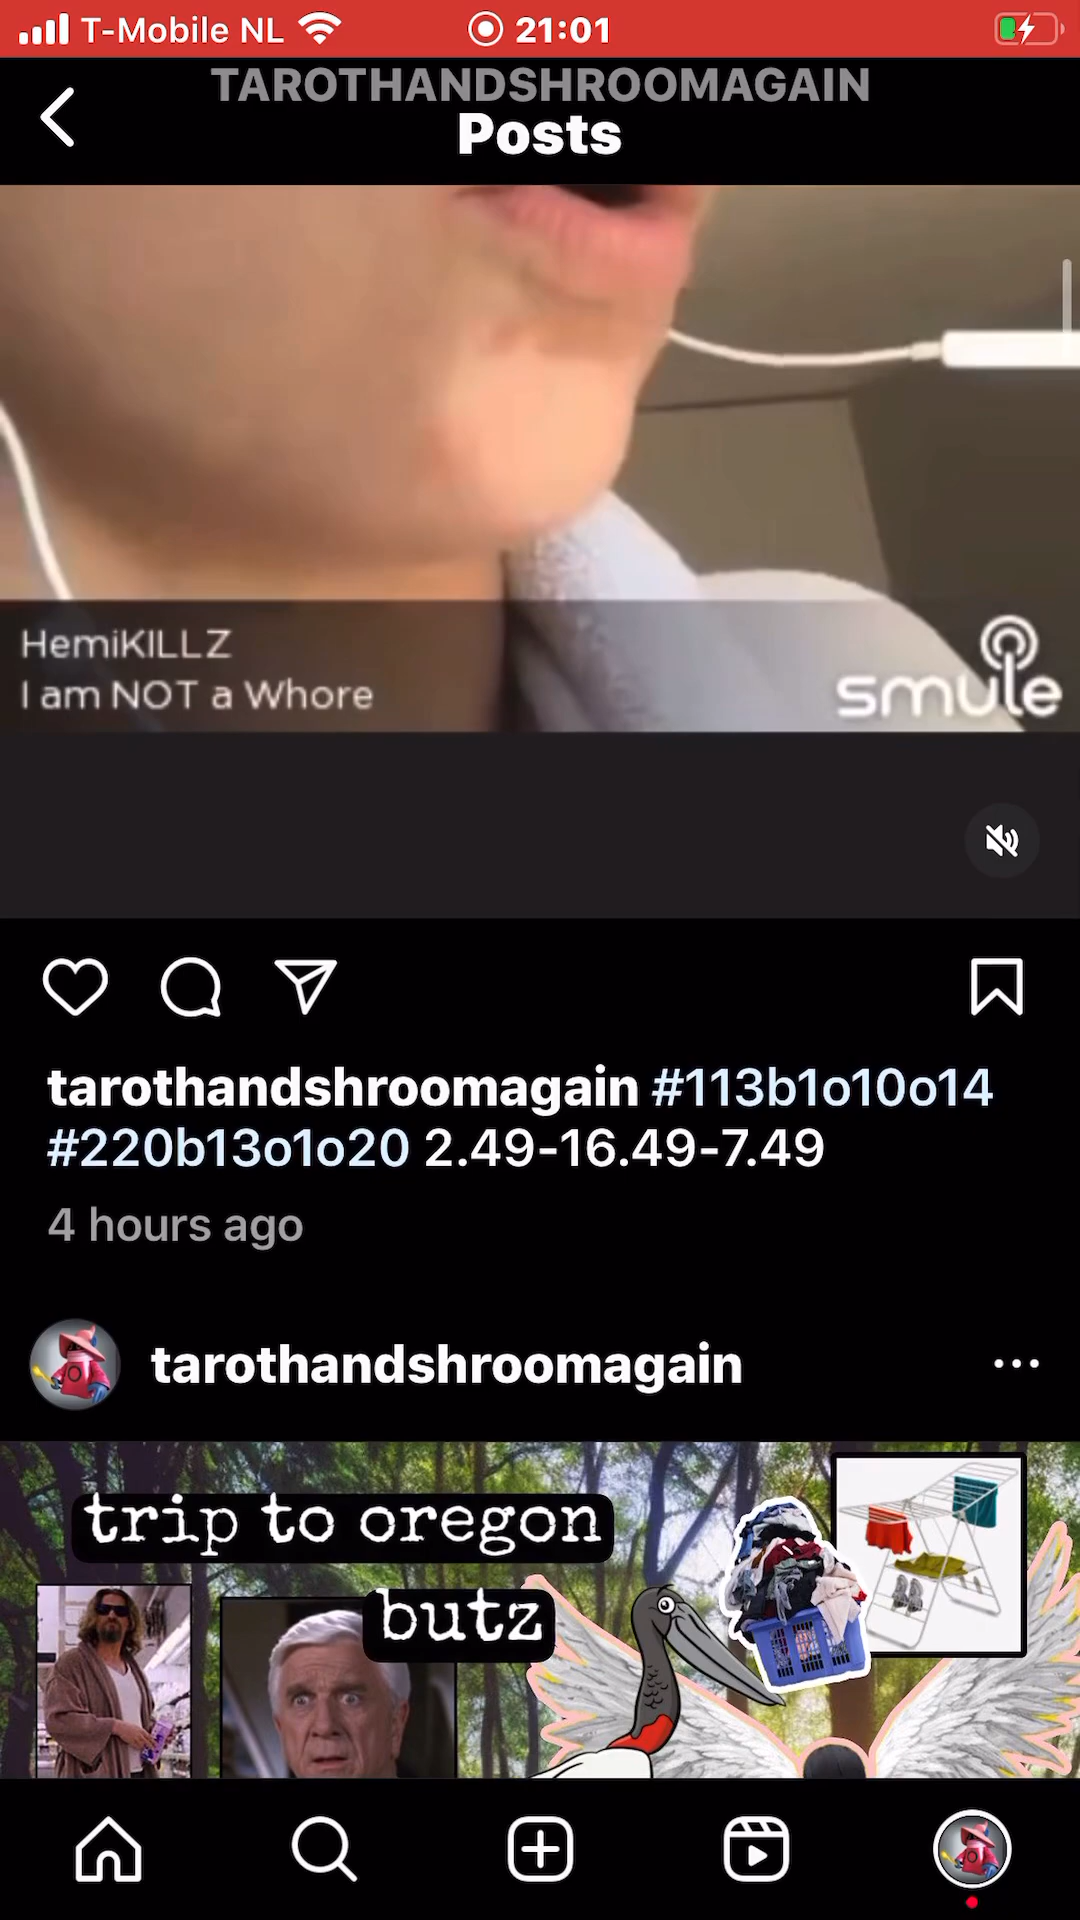 T-Mobile NL 21:01
TAROTHANDSHROOMAGAIN
Posts
HemiKILLZ
I am NOT a Whore
smule
tarothandshroomagain #113b1o10o14
#220b13o1o20 2.49-16.49-7.49
4 hours ago
tarothandshroomagain
trip to oregon
butz